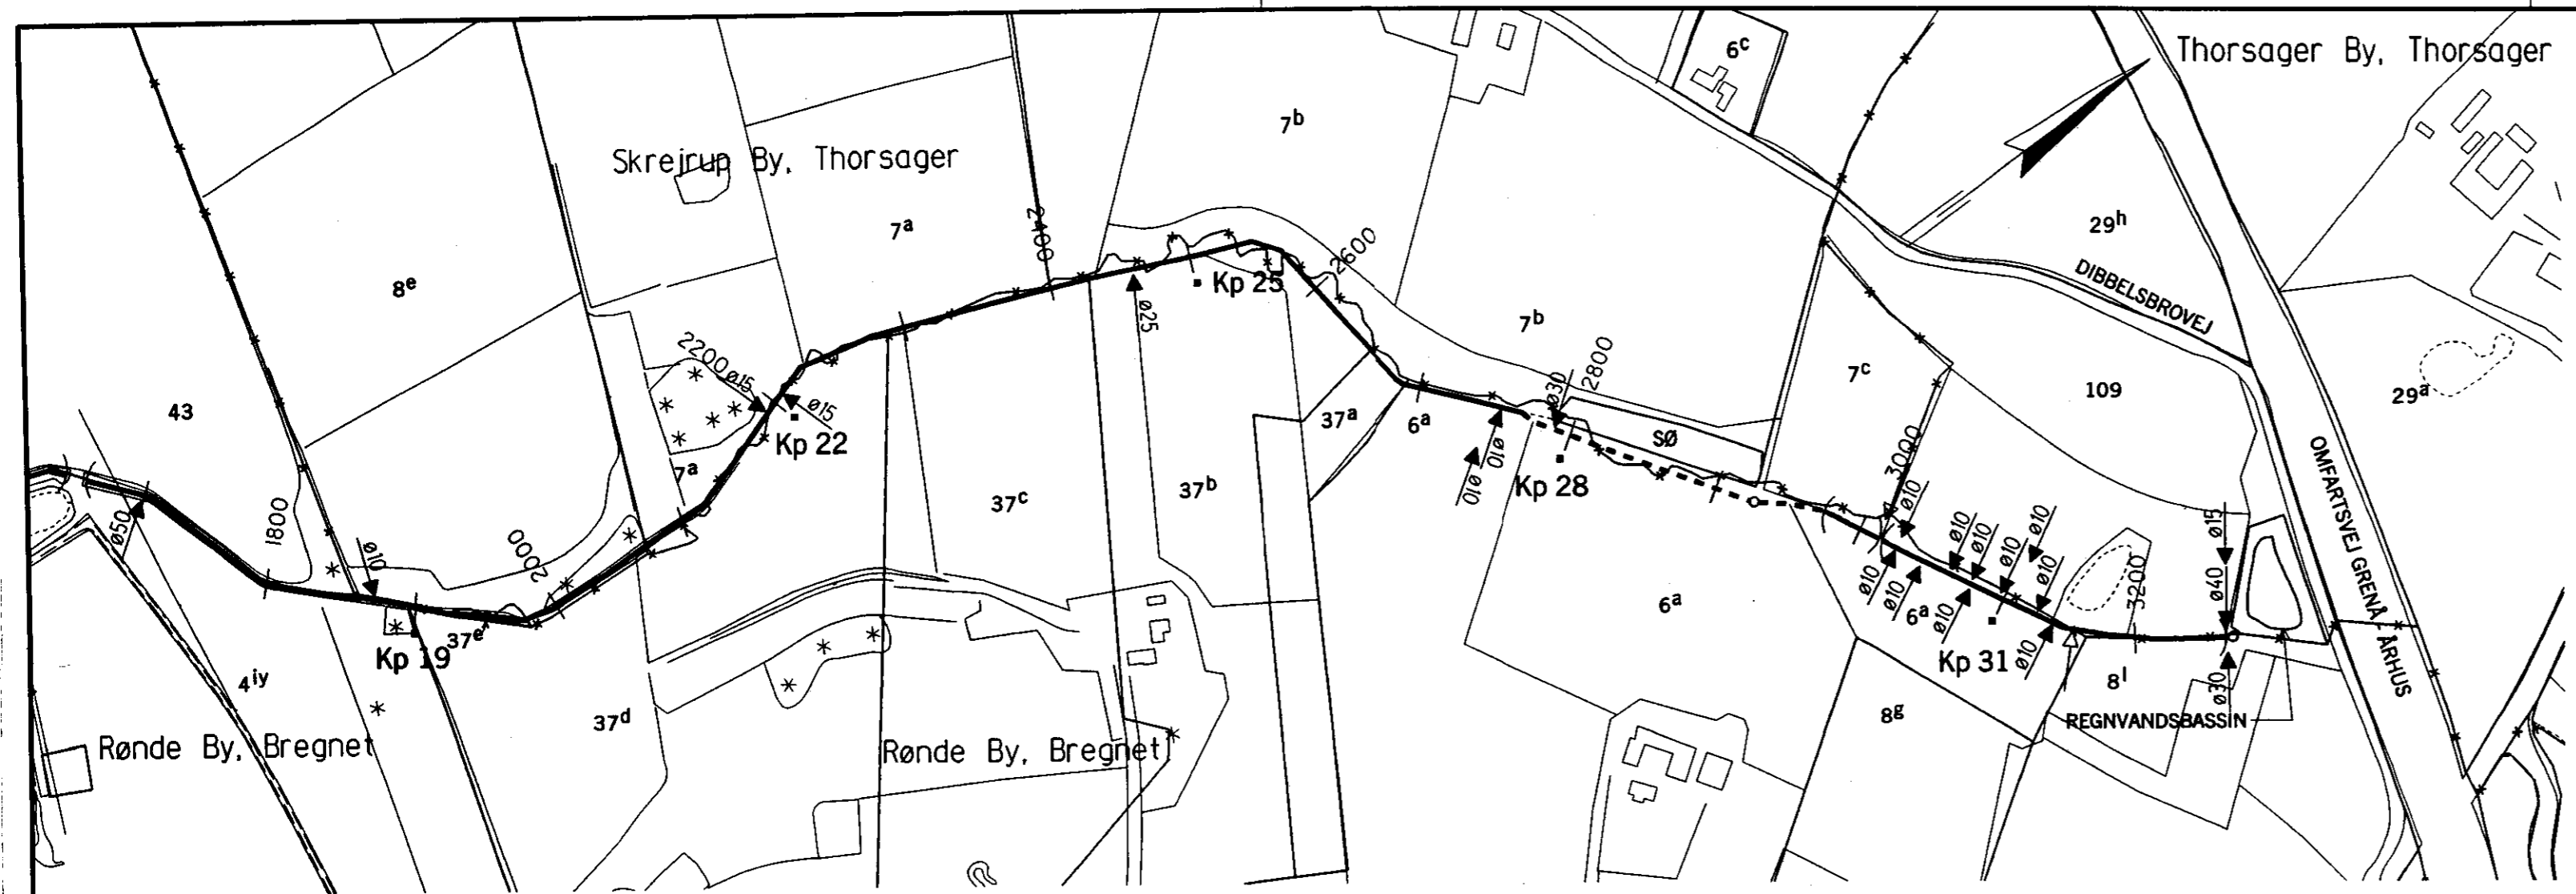 Thorsager By, Thorsager
6c
7b
Skrejrup By, Thorsager
29h
7a
2400
2600
8e
Kp 25
DIBBELSBROVEJ
ø25
7b
2200
ø15
2800
7c
109
29a
ø30
ø15
43
37a
6a
SØ
Kp 22
3000
OMFARTSVEJ GRENÅ - ÅRHUS
ø10
ø10
Kp 28
7a
37c
37b
ø10
1800
ø50
ø10
ø10
ø10
ø10
ø15
2000
ø10
ø10
ø10
ø10
3200
ø40
6a
6a
ø10
ø10
37e
Kp 19
Kp 31
4iy
8l
ø30
37d
8g
REGNVANDSBASSIN
Rønde By, Bregnet
Rønde By, Bregnet